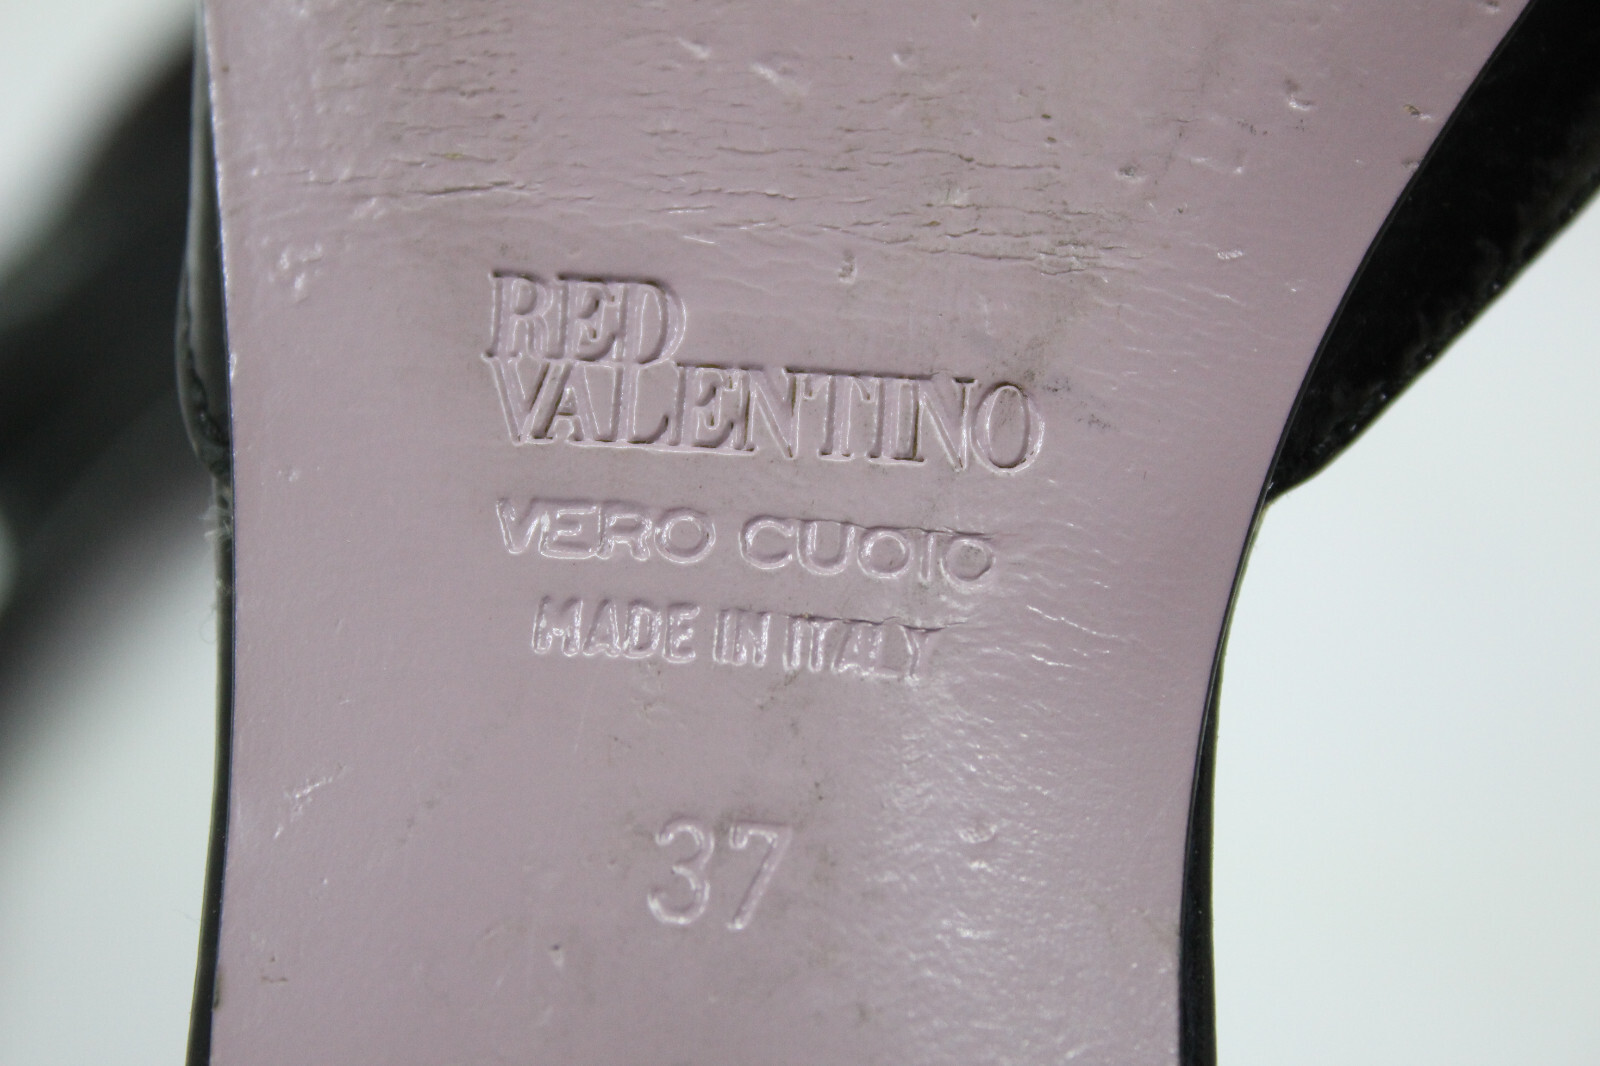 RED
VALENTINO
VERO CUOIO
MADE IN ITALY
37